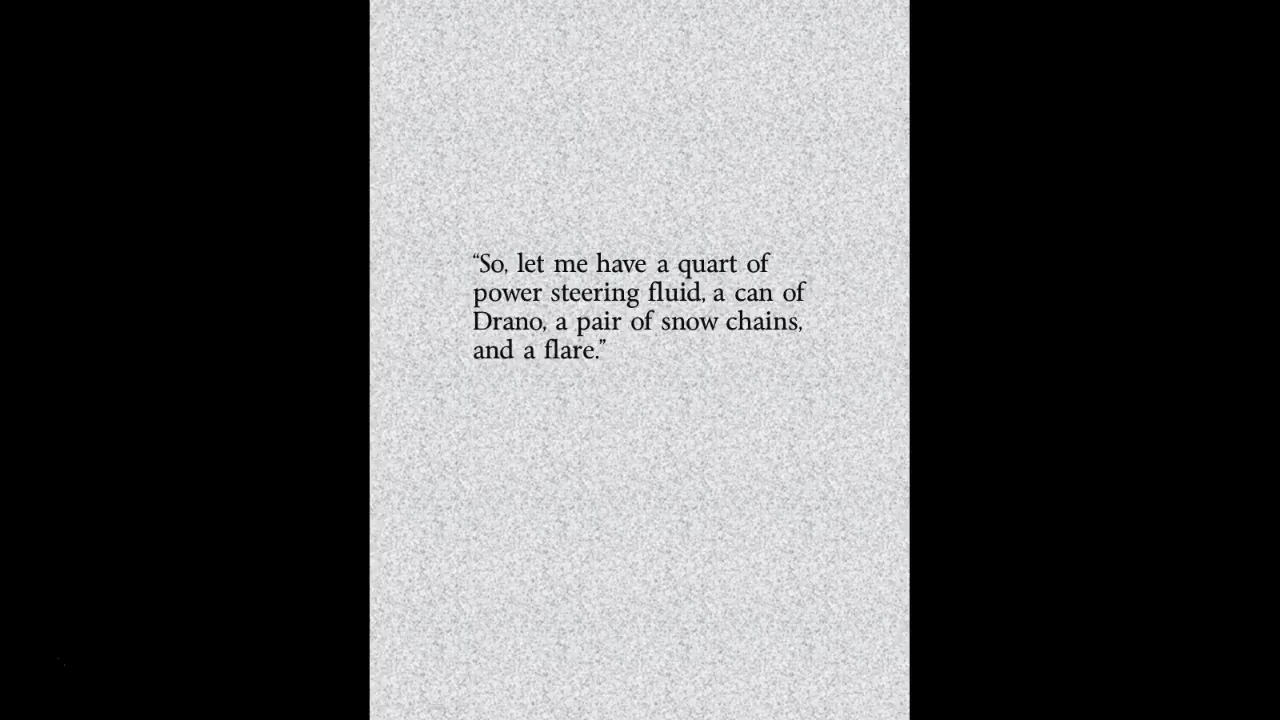 “So, let me have a quart of
power steering fluid, a can of
Drano, a pair of snow chains,
and a flare.”